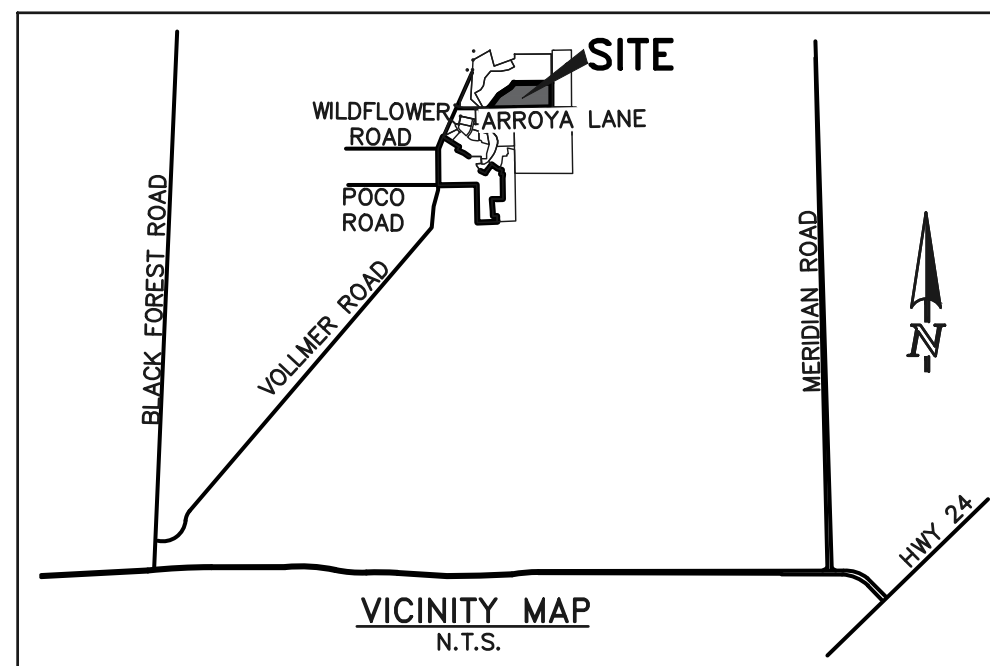 SITE
WILDFLOWER
ROAD
ARROYA LANE
POCO
ROAD
BLACK FOREST ROAD
VOLLMER ROAD
MERIDIAN ROAD
N
HWY 24
VICINITY MAP
N.T.S.